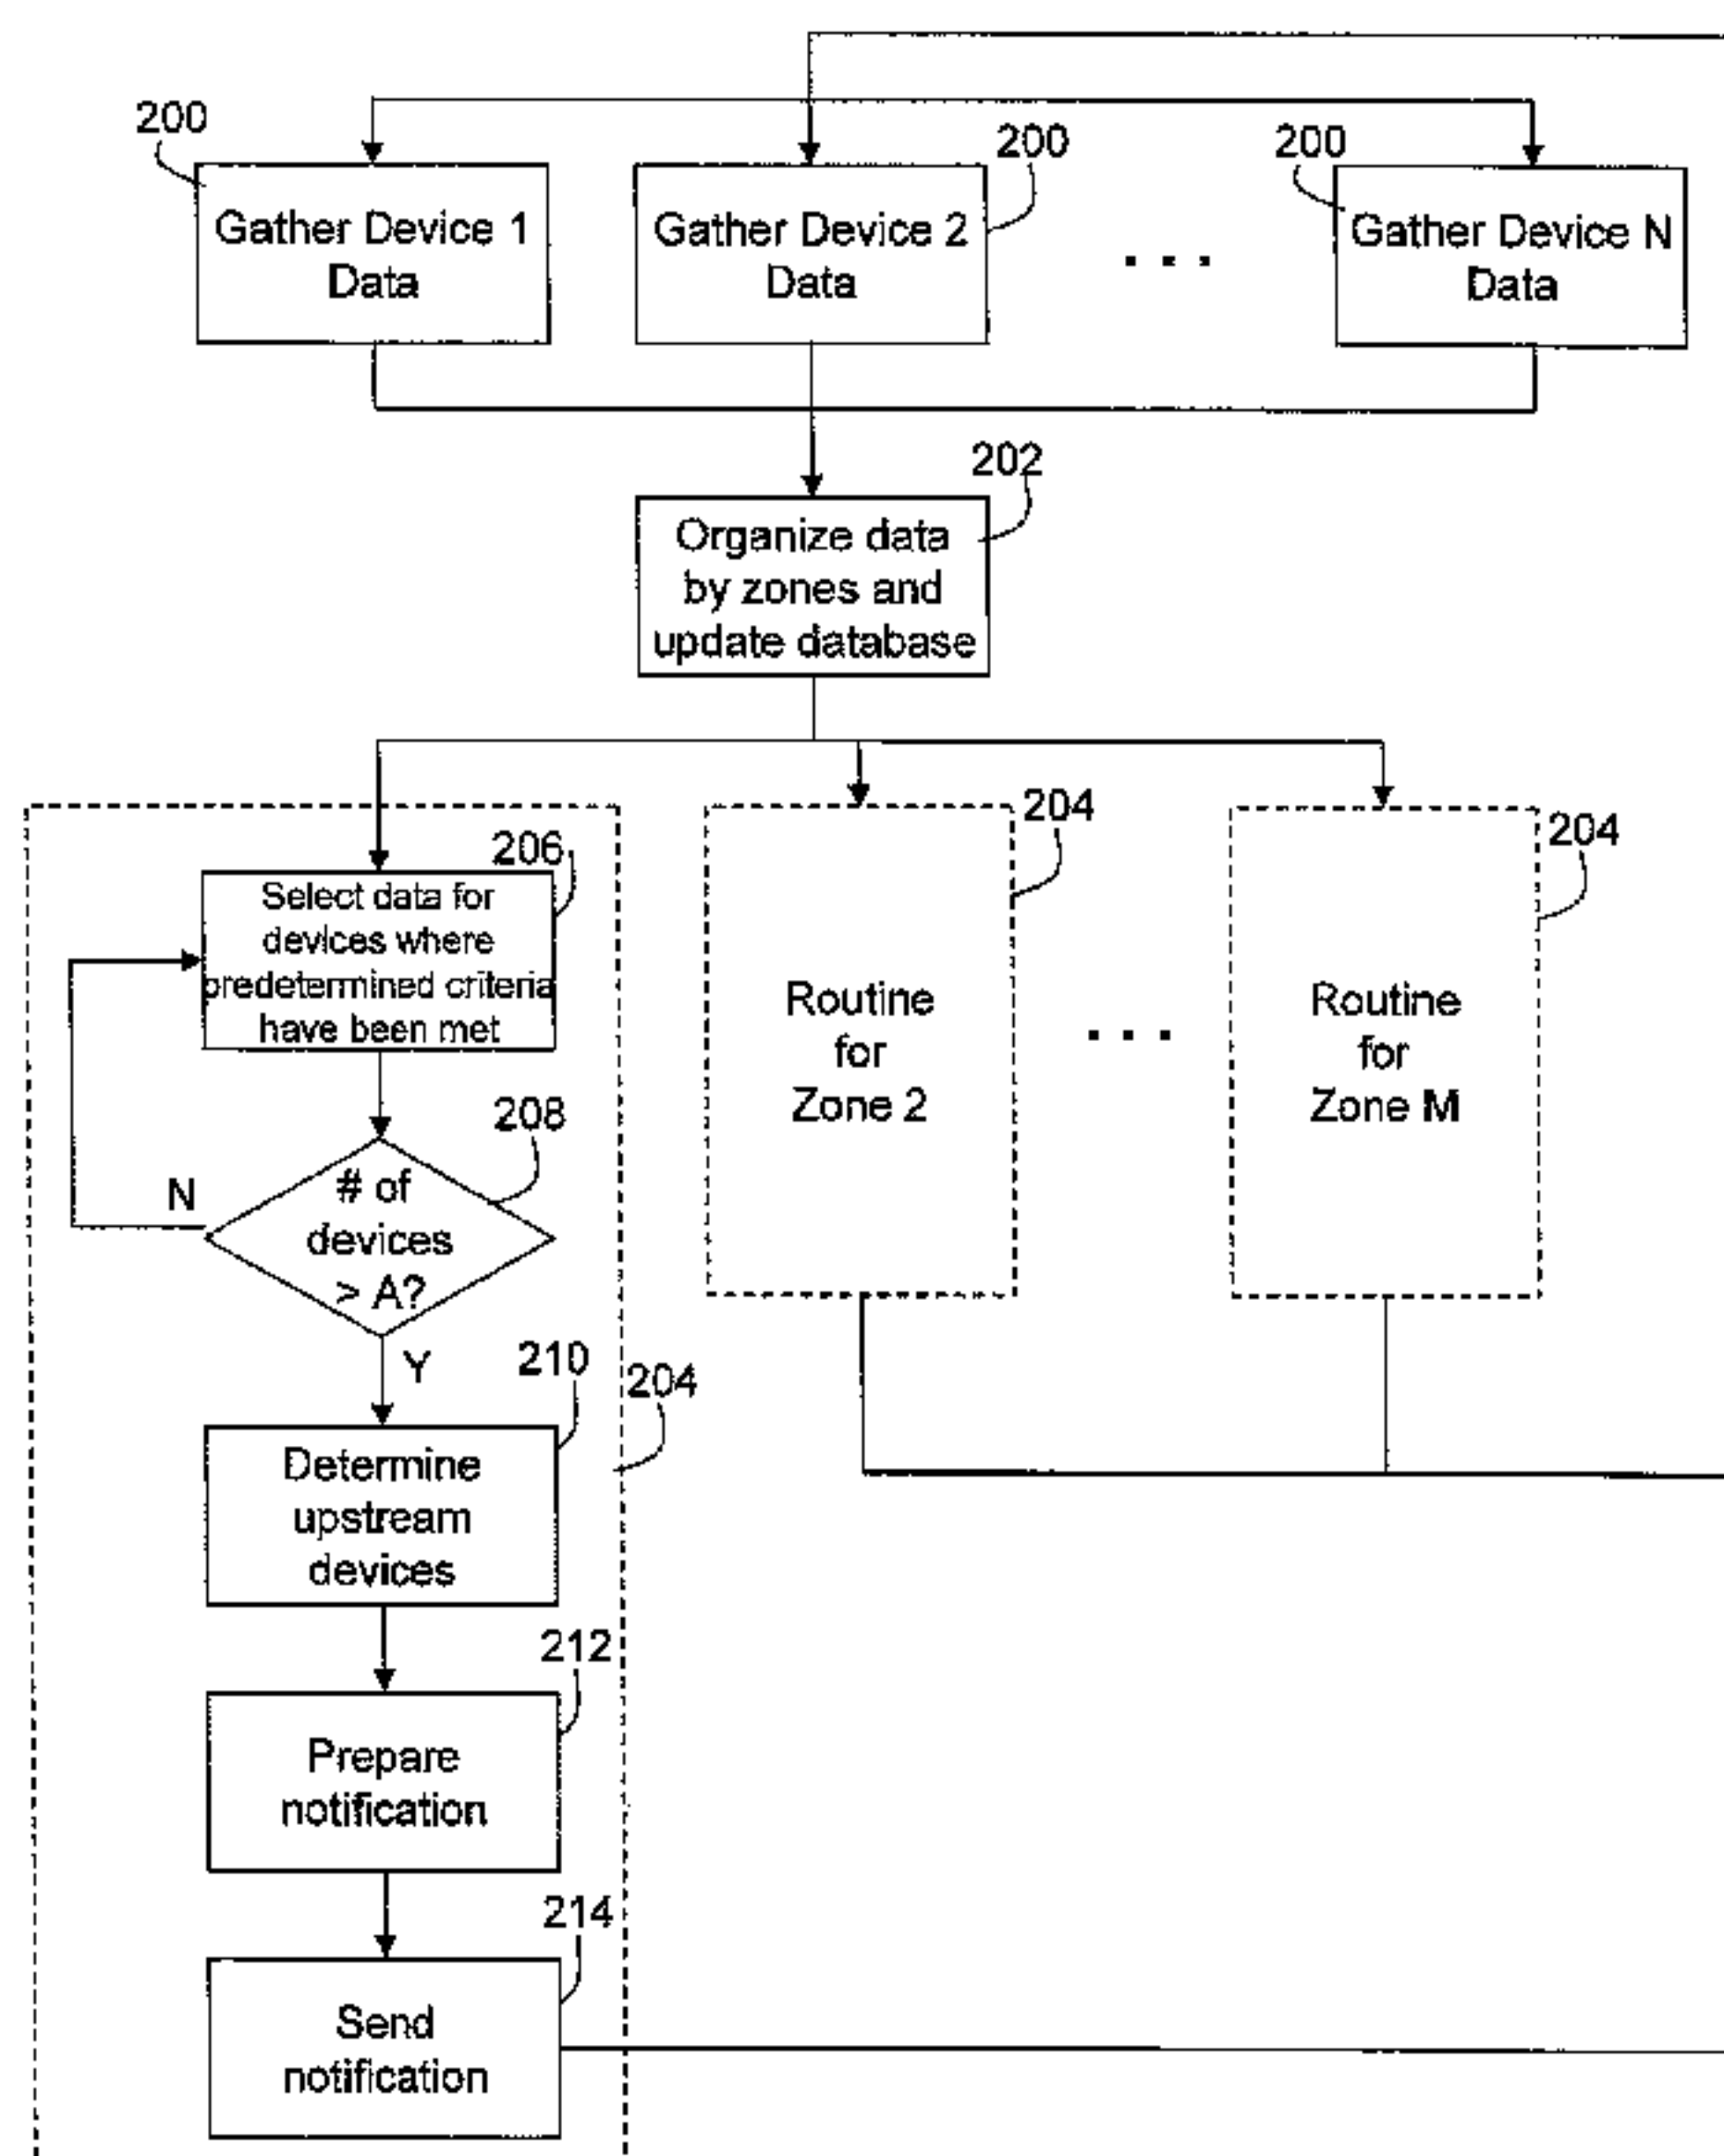 200
200
200
Gather Device 1
Data
Gather Device 2
Data
. . .
Gather Device N
Data
202
Organize data
by zones and
update database
206
Select data for
devices where
predetermined criteria
have been met
204
Routine
for
Zone 2
. . .
204
Routine
for
Zone M
208
# of
devices
> A?
N
Y
210
204
Determine
upstream
devices
212
Prepare
notification
214
Send
notification